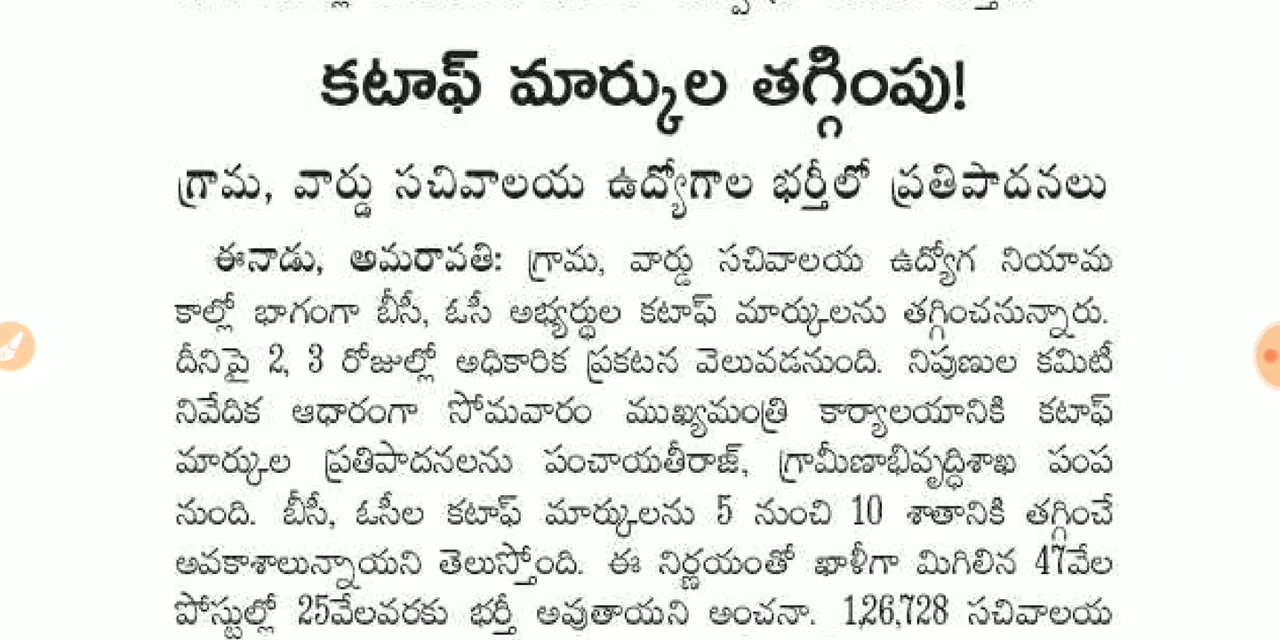 కటాఫ్ మార్కుల తగ్గింపు!
గ్రామ, వార్డు సచివాలయ ఉద్యోగాల భర్తీలో ప్రతిపాదనలు
ఈనాడు, అమరావతి: గ్రామ, వార్డు సచివాలయ ఉద్యోగ నియామ
కాల్లో భాగంగా బీసీ, ఓసీ అభ్యర్థుల కటాఫ్ మార్కులను తగ్గించనున్నారు.
దీనిపై 2, 3 రోజుల్లో అధికారిక ప్రకటన వెలువడనుంది. నిపుణుల కమిటీ
నివేదిక ఆధారంగా సోమవారం ముఖ్యమంత్రి కార్యాలయానికి కటాఫ్
మార్కుల ప్రతిపాదనలను పంచాయతీరాజ్, గ్రామీణాభివృద్ధిశాఖ పంప
నుంది. బీసీ, ఓసీల కటాఫ్ మార్కులను 5 నుంచి 10 శాతానికి తగ్గించే
అవకాశాలున్నాయని తెలుస్తోంది. ఈ నిర్ణయంతో ఖాళీగా మిగిలిన 47వేల
పోస్టుల్లో 25వేలవరకు భర్తీ అవుతాయని అంచనా. 1,26,728 సచివాలయ